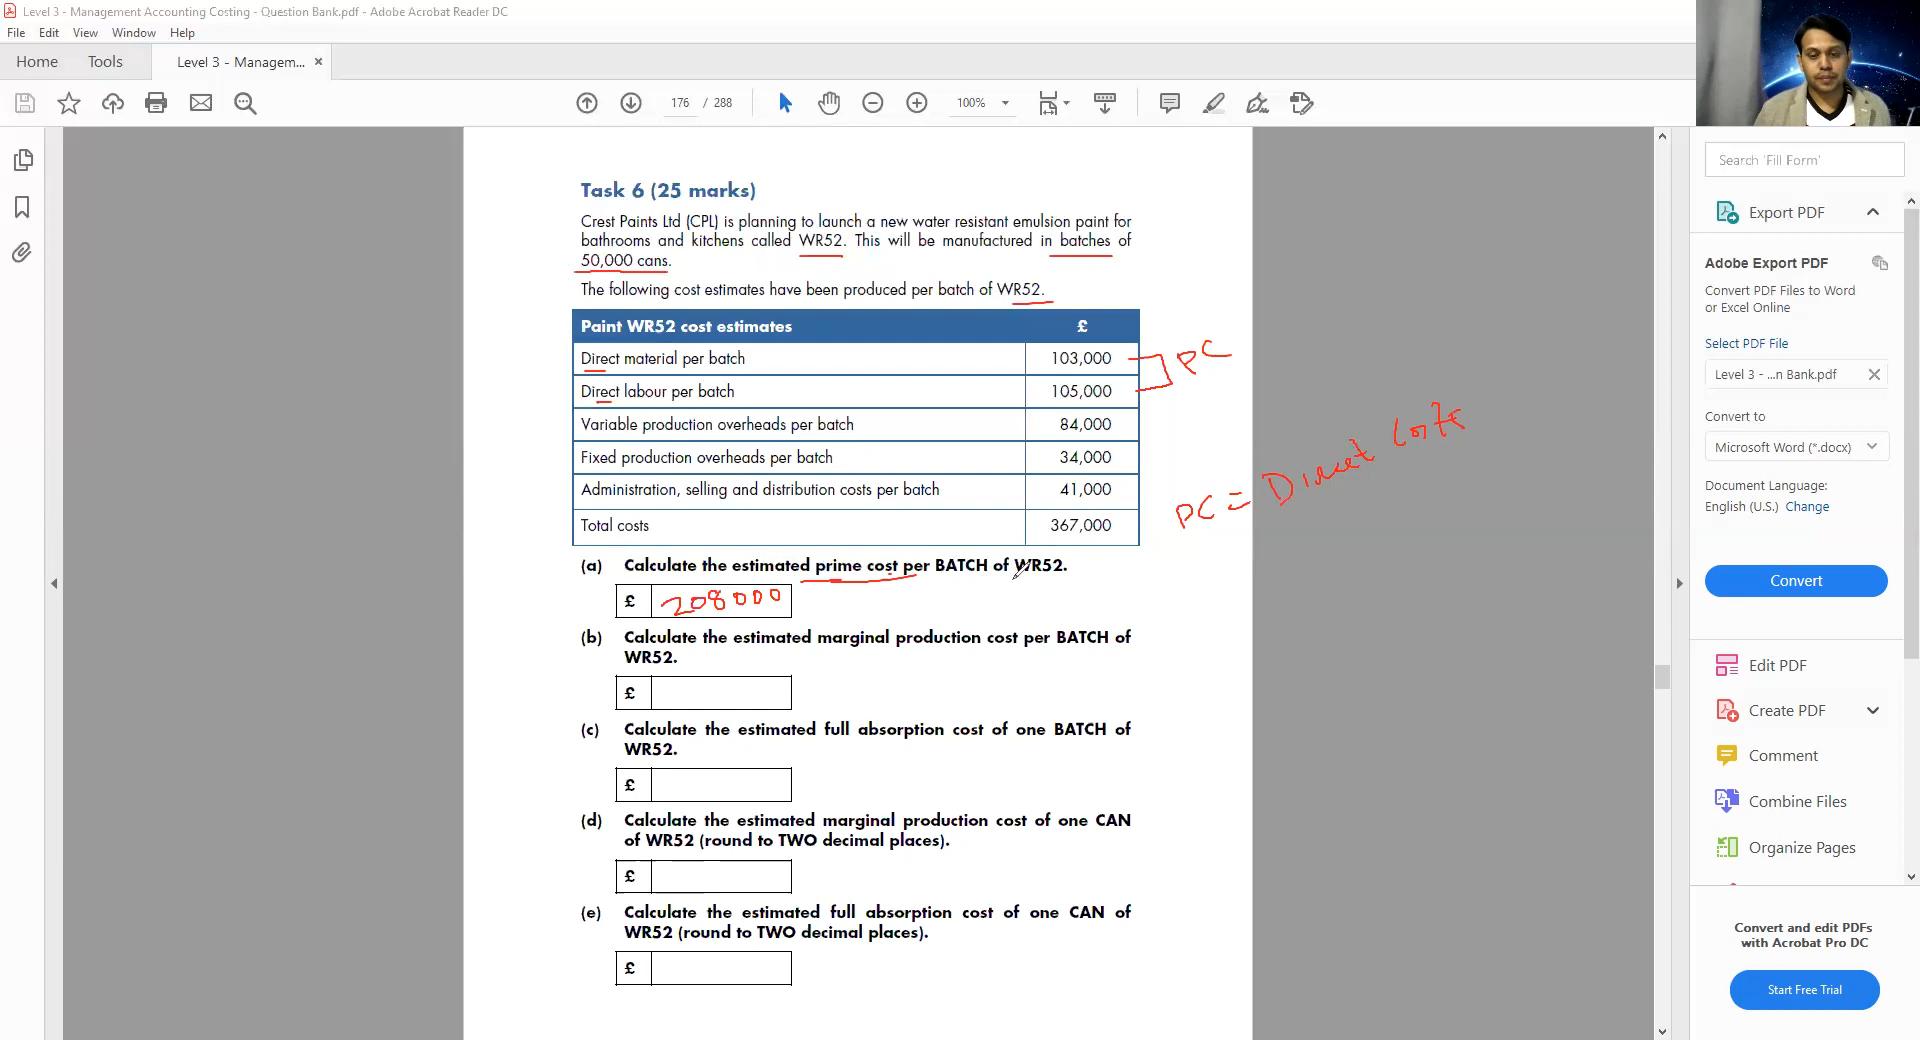 Level 3 - Management Accounting Costing - Question Bank.pdf - Adobe Acrobat Reader DC
File Edit View Window Help
Home Tools Level 3 - Managem... ×
176 / 288 100%
Search 'Fill Form'
Task 6 (25 marks)
Crest Paints Ltd (CPL) is planning to launch a new water resistant emulsion paint for
bathrooms and kitchens called WR52. This will be manufactured in batches of
50,000 cans.
The following cost estimates have been produced per batch of WR52.
Paint WR52 cost estimates £
Direct material per batch 103,000
Direct labour per batch 105,000
Variable production overheads per batch 84,000
Fixed production overheads per batch 34,000
Administration, selling and distribution costs per batch 41,000
Total costs 367,000
PC
PC = Direct Costs
(a) Calculate the estimated prime cost per BATCH of WR52.
£ 208000
(b) Calculate the estimated marginal production cost per BATCH of
WR52.
£
(c) Calculate the estimated full absorption cost of one BATCH of
WR52.
£
(d) Calculate the estimated marginal production cost of one CAN
of WR52 (round to TWO decimal places).
£
(e) Calculate the estimated full absorption cost of one CAN of
WR52 (round to TWO decimal places).
£
Export PDF
Adobe Export PDF
Convert PDF Files to Word
or Excel Online
Select PDF File
Level 3 - ...n Bank.pdf
Convert to
Microsoft Word (*.docx)
Document Language:
English (U.S.) Change
Convert
Edit PDF
Create PDF
Comment
Combine Files
Organize Pages
Convert and edit PDFs
with Acrobat Pro DC
Start Free Trial